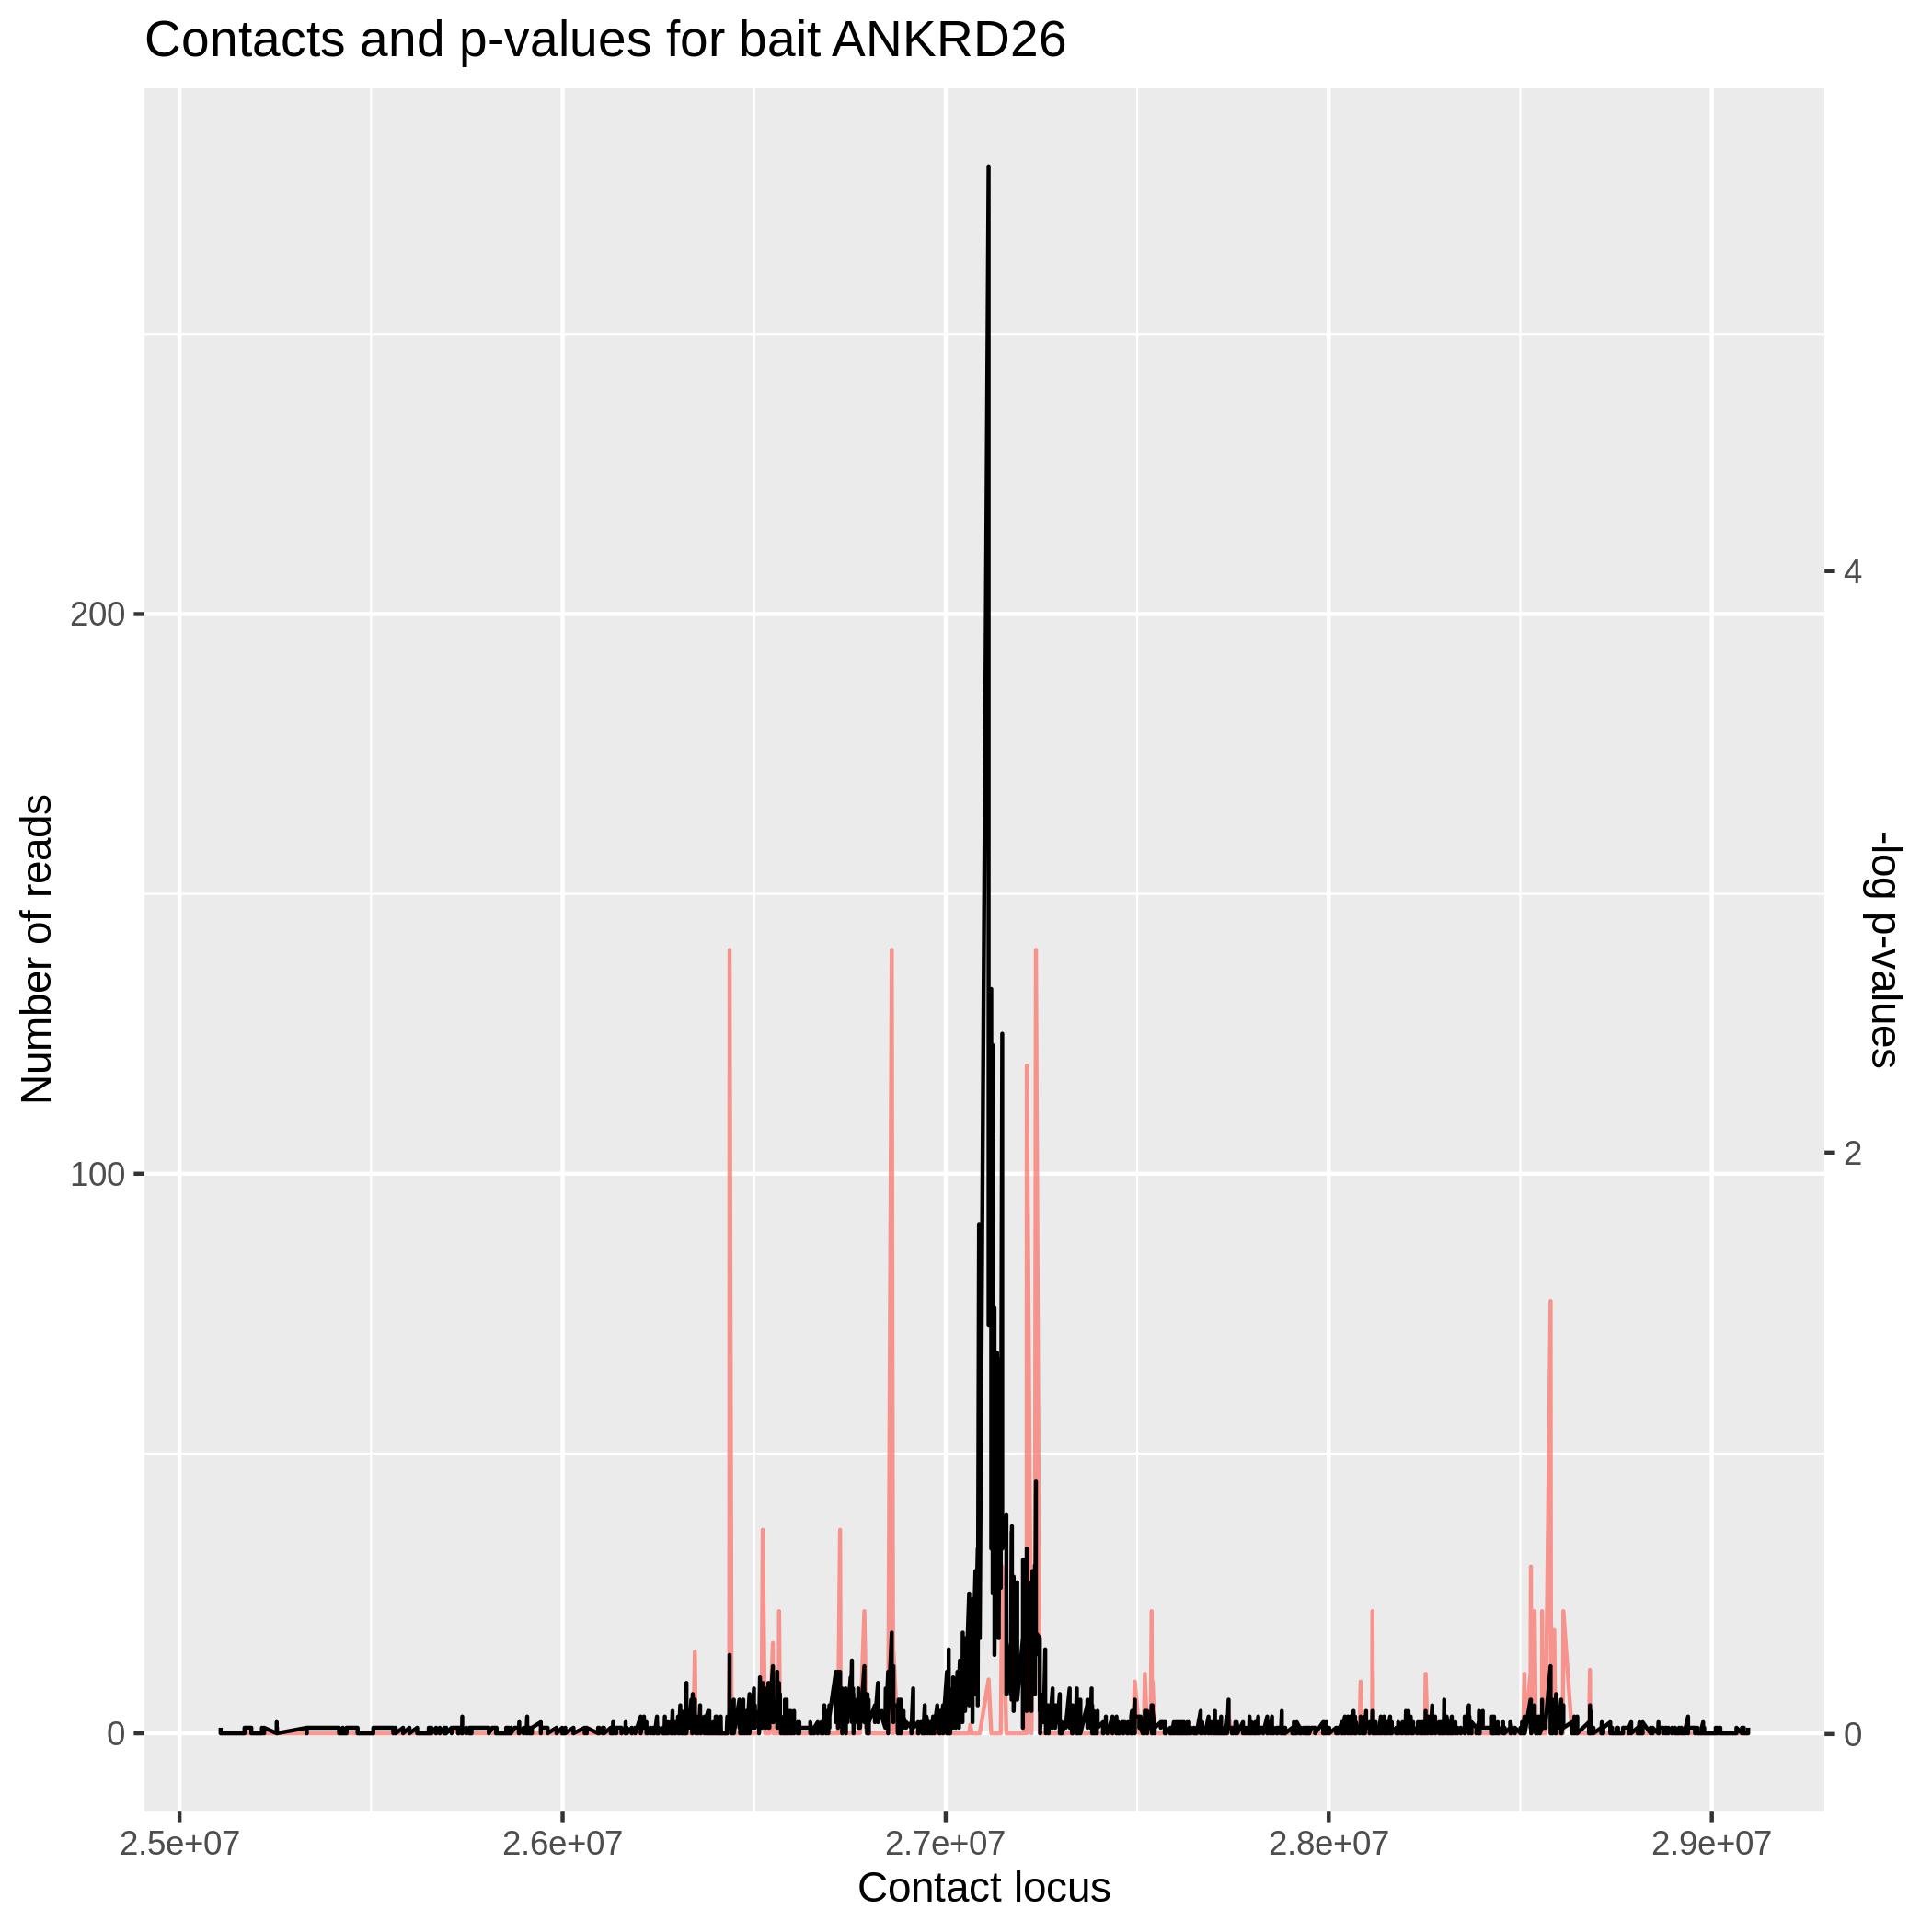 Contacts and p-values for bait ANKRD26
Number of reads
200
100
0
4
2
0
-log p-values
2.5e+07 2.6e+07 2.7e+07 2.8e+07 2.9e+07
Contact locus